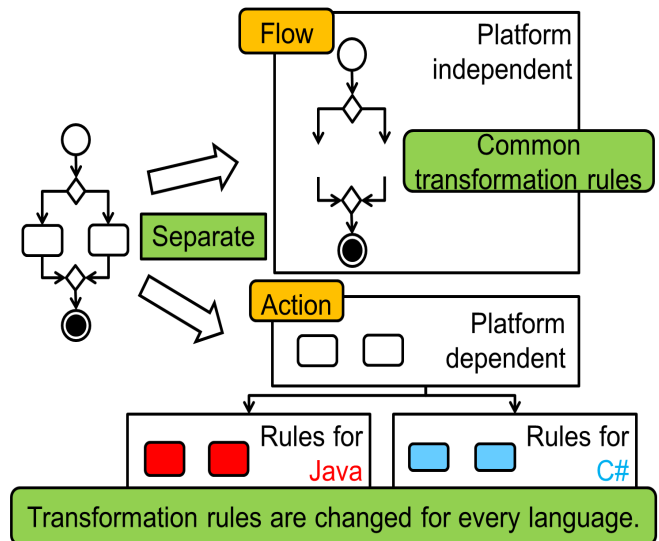 Flow
Platform
independent
Common
transformation rules
Separate
Action
Platform
dependent
Rules for
Java
Rules for
C#
Transformation rules are changed for every language.